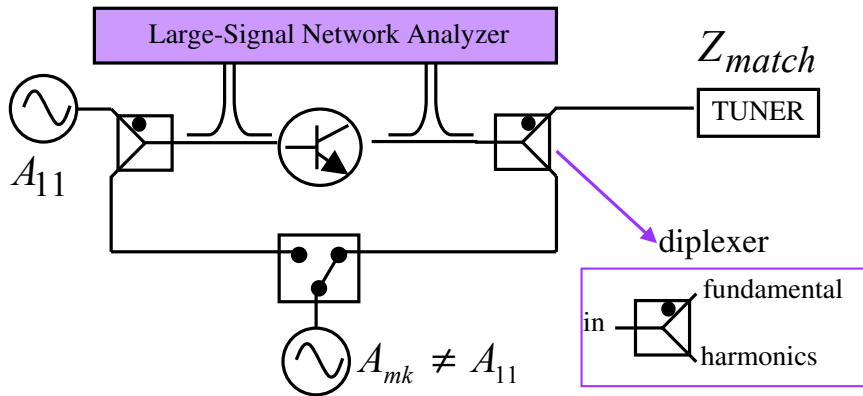 Large-Signal Network Analyzer
Z_match
TUNER
A_11
diplexer
fundamental
in
harmonics
A_mk ≠ A_11